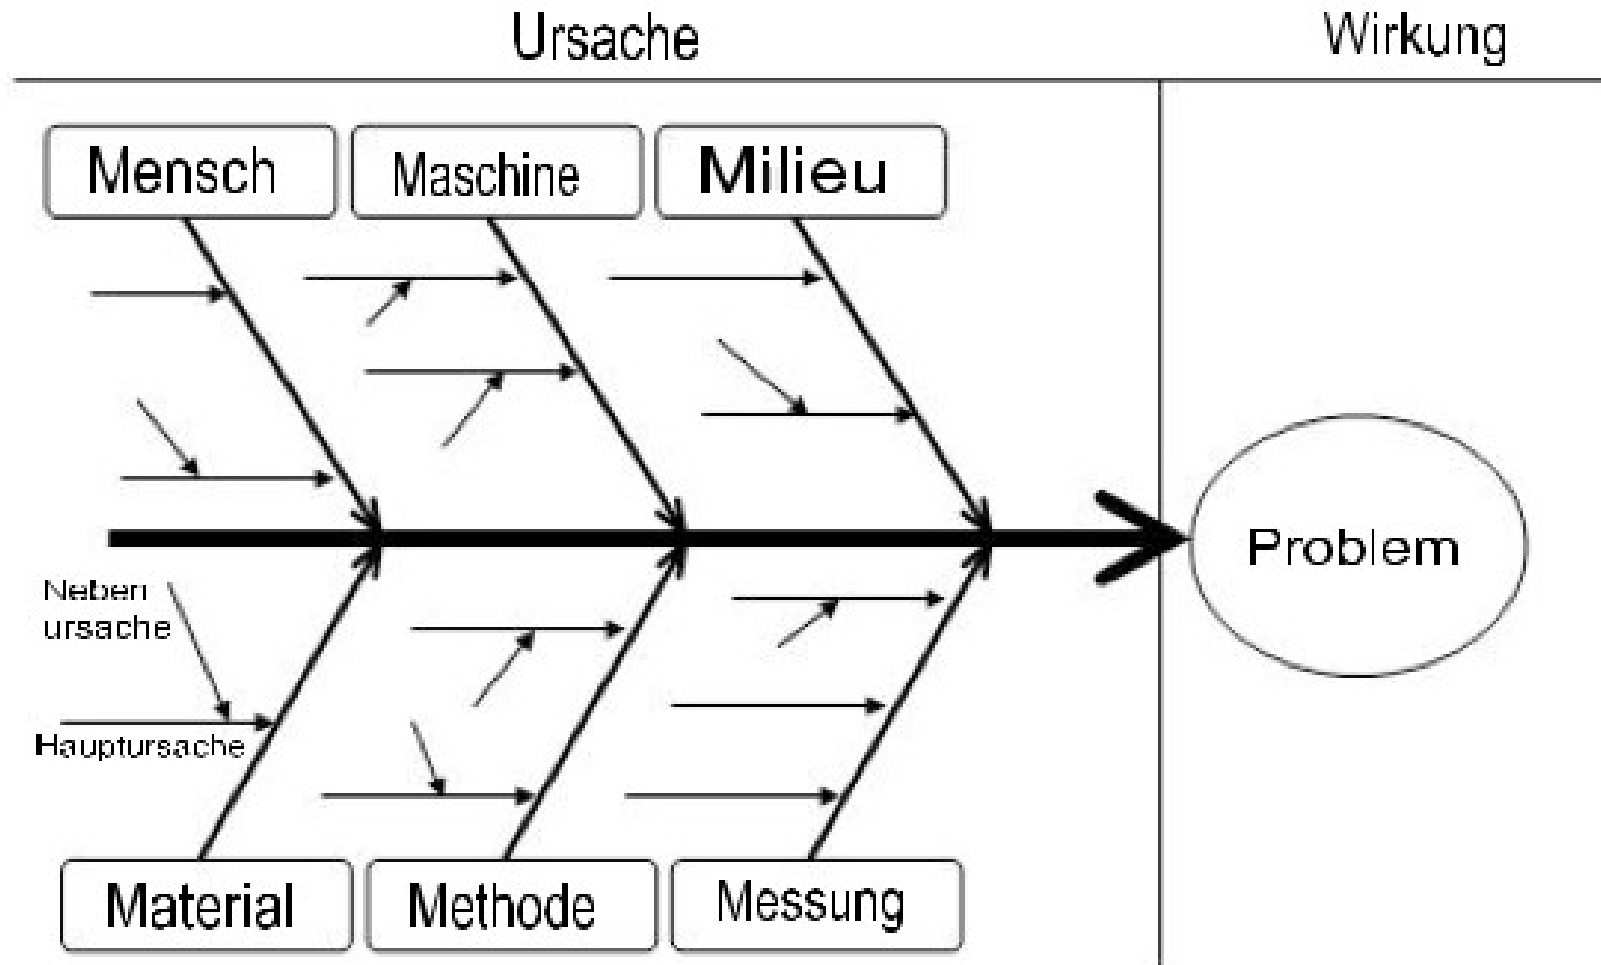 Ursache
Wirkung
Mensch
Maschine
Milieu
Problem
Neben
ursache
Hauptursache
Material
Methode
Messung